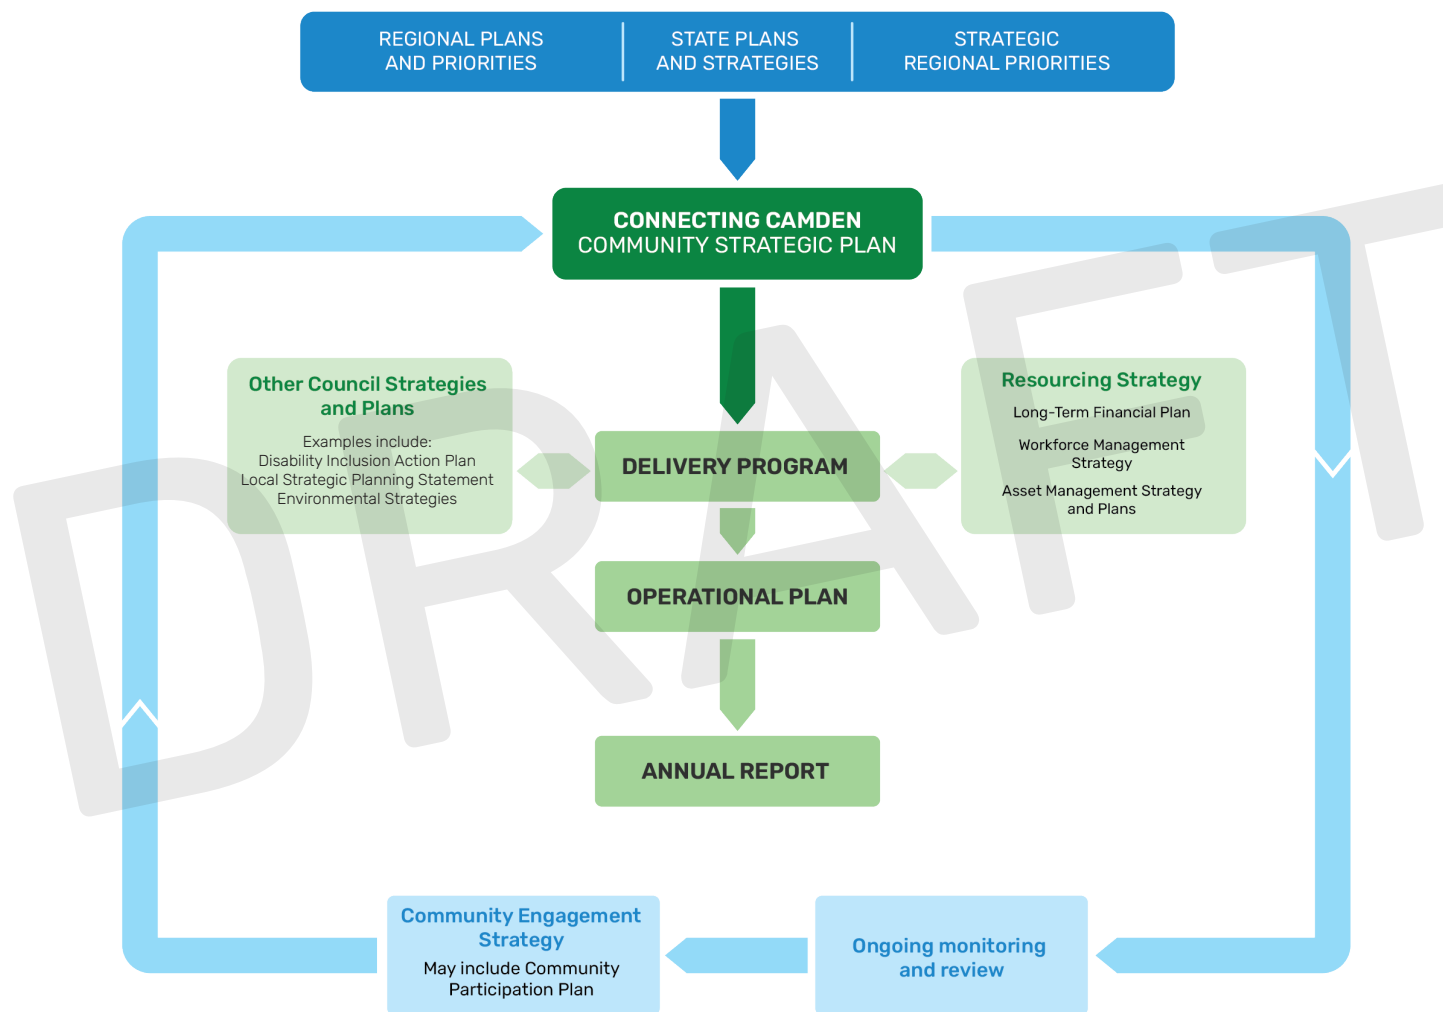 REGIONAL PLANS
AND PRIORITIES
STATE PLANS
AND STRATEGIES
STRATEGIC
REGIONAL PRIORITIES
CONNECTING CAMDEN
COMMUNITY STRATEGIC PLAN
Other Council Strategies
and Plans
Examples include:
Disability Inclusion Action Plan
Local Strategic Planning Statement
Environmental Strategies
DELIVERY PROGRAM
Resourcing Strategy
Long-Term Financial Plan
Workforce Management
Strategy
Asset Management Strategy
and Plans
OPERATIONAL PLAN
ANNUAL REPORT
Community Engagement
Strategy
May include Community
Participation Plan
Ongoing monitoring
and review
DRAFT